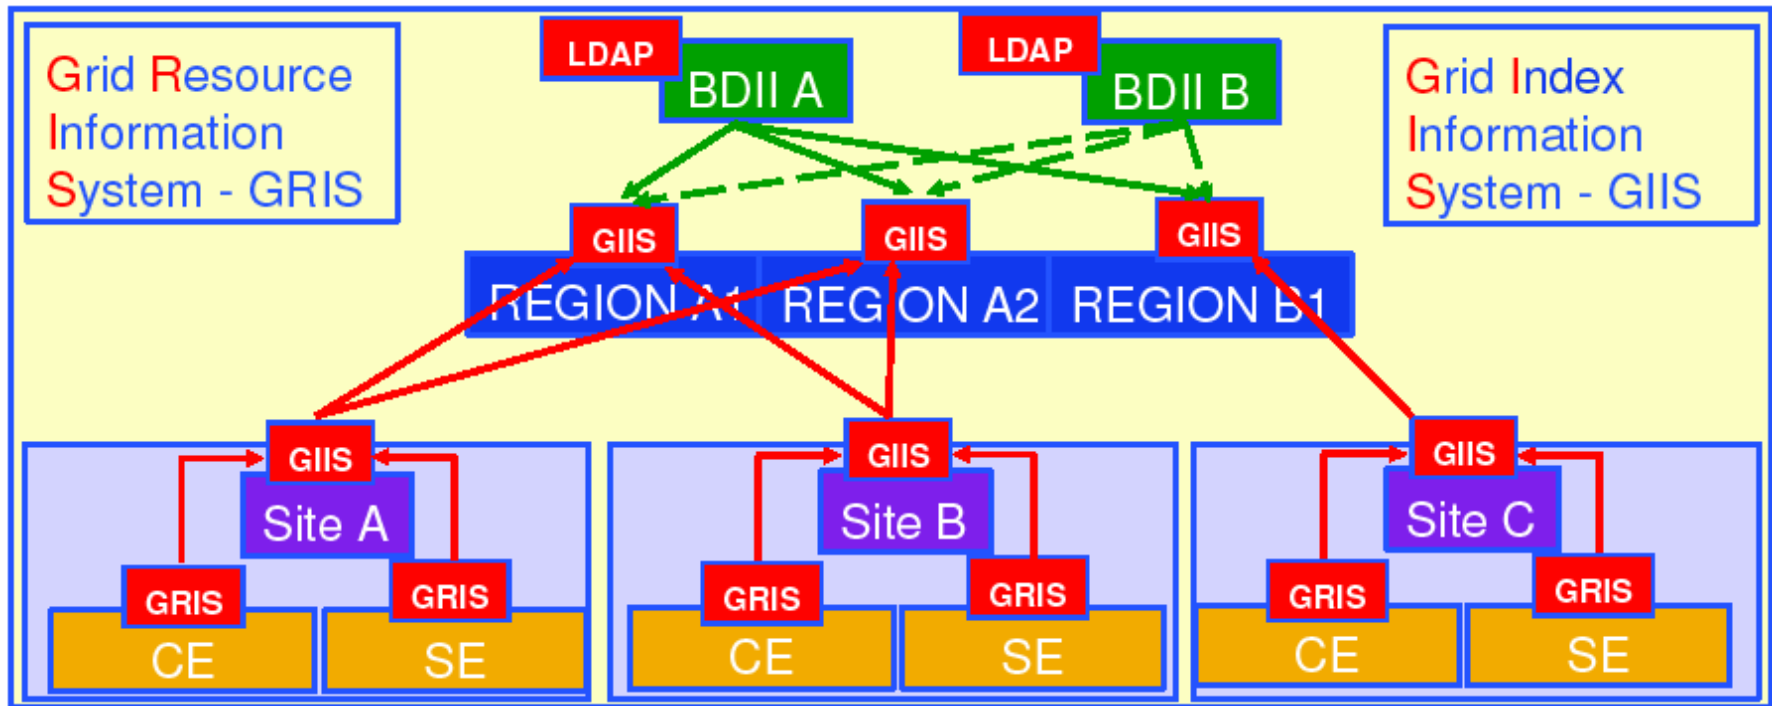 Grid Resource
Information
System - GRIS
LDAP
BDII A
LDAP
BDII B
Grid Index
Information
System - GIIS
GIIS
GIIS
GIIS
REGION A1
REGION A2
REGION B1
GIIS
Site A
GRIS
GRIS
CE
SE
GIIS
Site B
GRIS
GRIS
CE
SE
GIIS
Site C
GRIS
GRIS
CE
SE